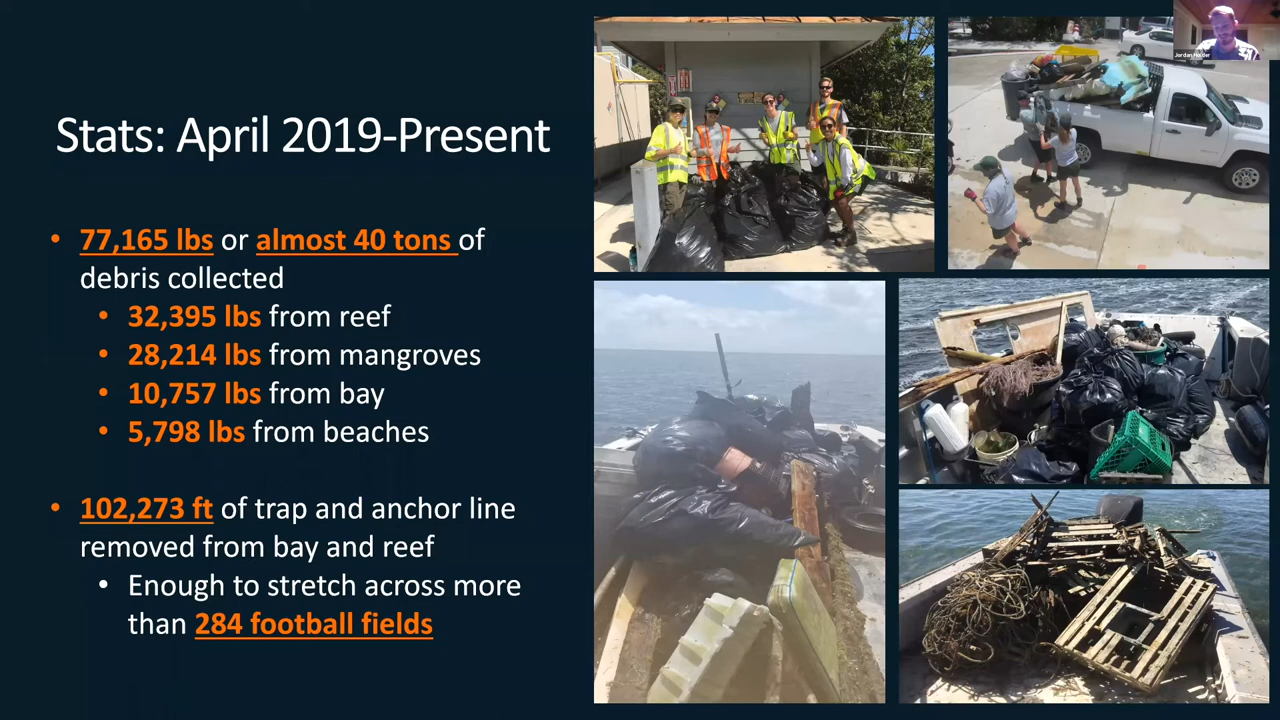 Stats: April 2019-Present
• 77,165 lbs or almost 40 tons of
debris collected
• 32,395 lbs from reef
• 28,214 lbs from mangroves
• 10,757 lbs from bay
• 5,798 lbs from beaches
• 102,273 ft of trap and anchor line
removed from bay and reef
• Enough to stretch across more
than 284 football fields
Jordan Holder